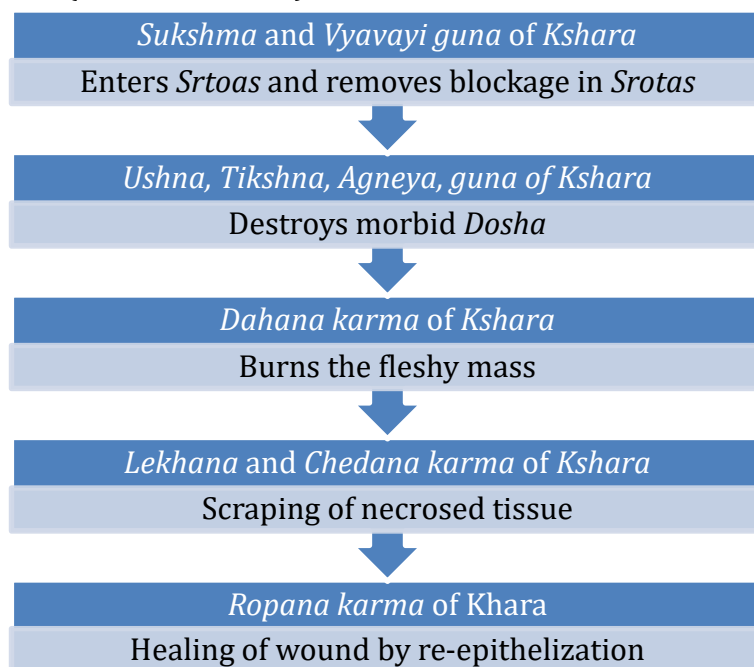 Sukshma and Vyavayi guna of Kshara
Enters Srtoas and removes blockage in Srotas
Ushna, Tikshna, Agneya, guna of Kshara
Destroys morbid Dosha
Dahana karma of Kshara
Burns the fleshy mass
Lekhana and Chedana karma of Kshara
Scraping of necrosed tissue
Ropana karma of Khara
Healing of wound by re-epithelization